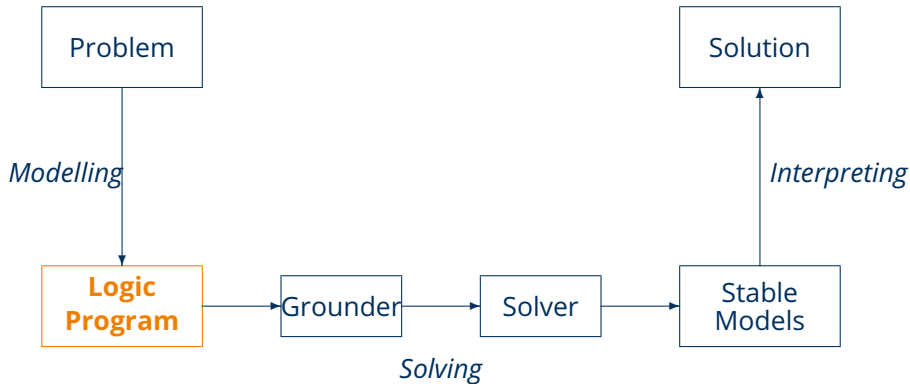 Problem
Solution
Modelling
Interpreting
Logic
Program
Grounder
Solver
Stable
Models
Solving